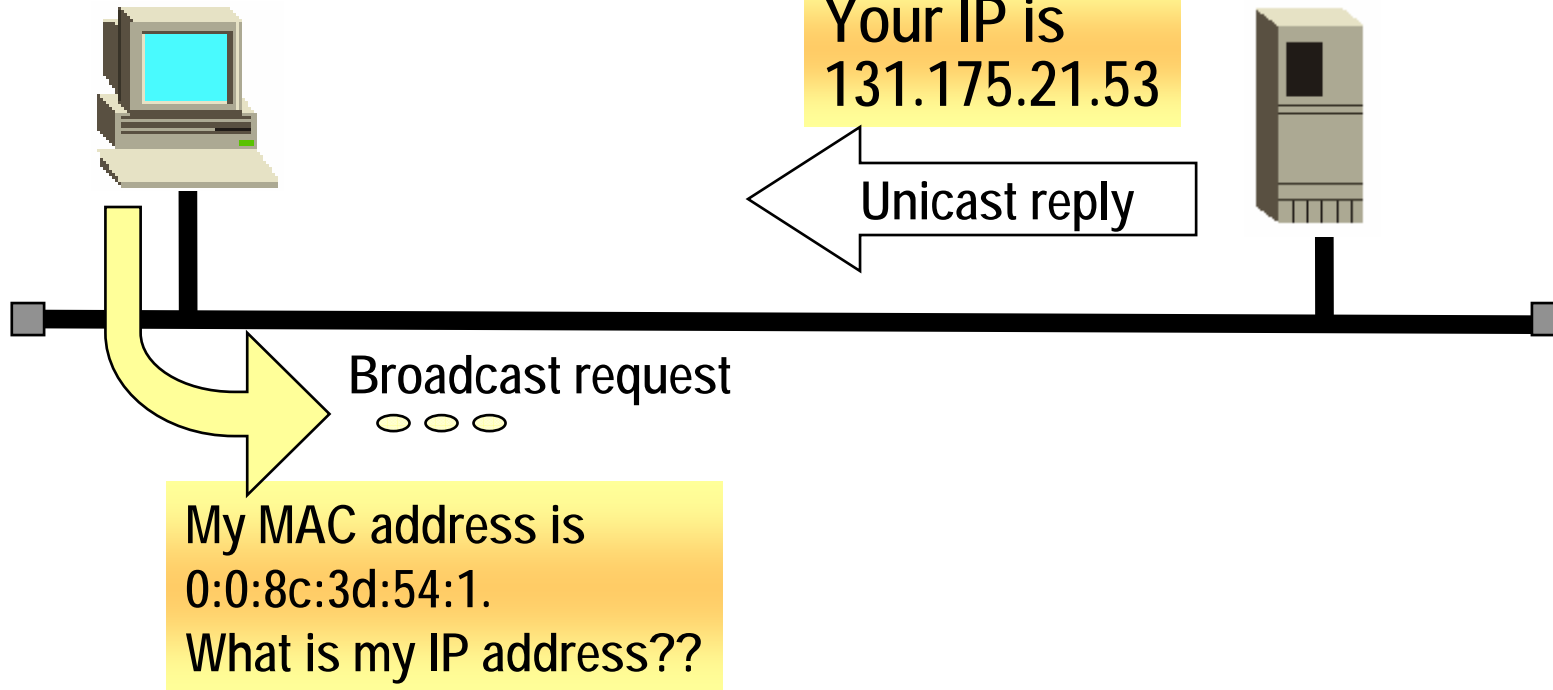 Your IP is
131.175.21.53
Unicast reply
Broadcast request
My MAC address is
0:0:8c:3d:54:1.
What is my IP address??